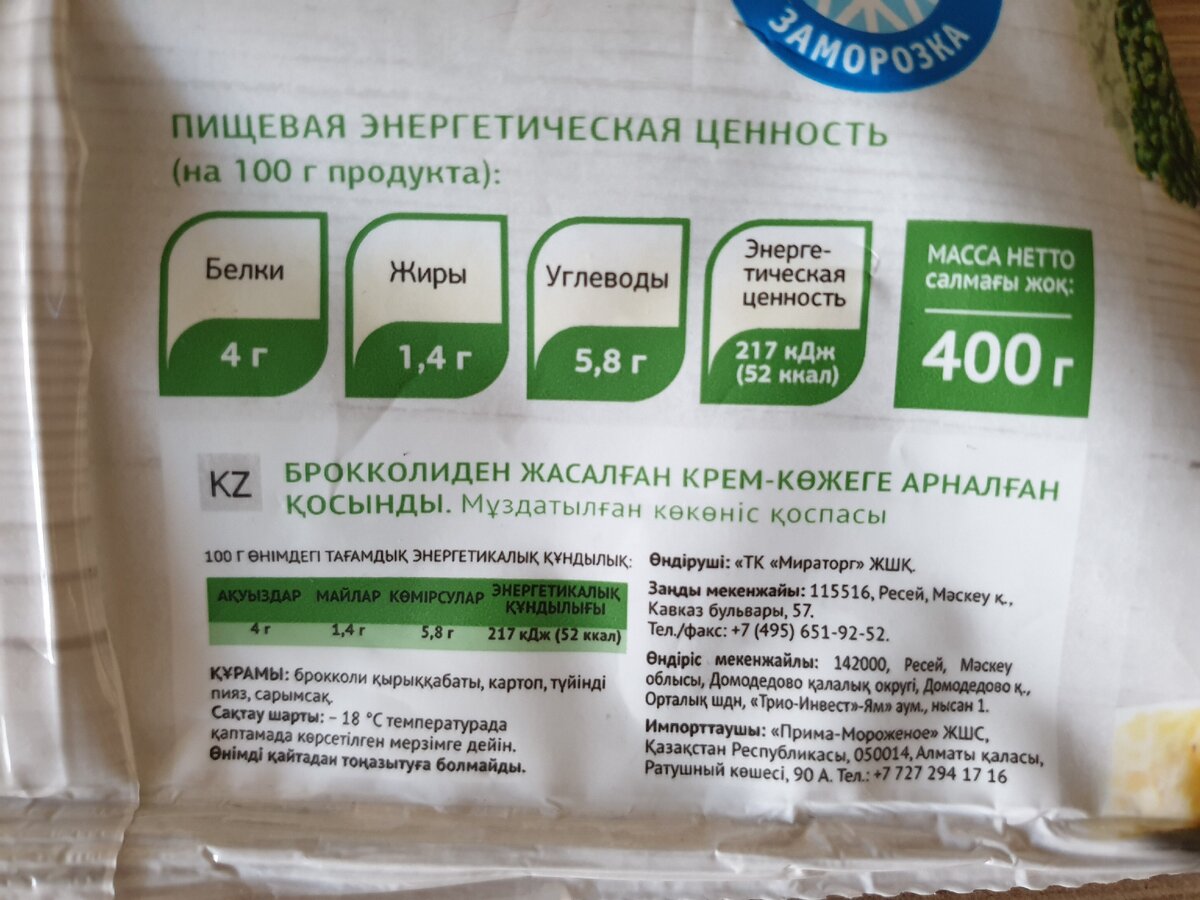 ЗАМОРОЗКА
ПИЩЕВАЯ ЭНЕРГЕТИЧЕСКАЯ ЦЕННОСТЬ
(на 100 г продукта):
Белки
4 г
Жиры
1,4 г
Углеводы
5,8 г
Энерге-
тическая
ценность
217 кДж
(52 ккал)
МАССА НЕТТО
салмағы жоқ:
400 г
KZ
БРОККОЛИДЕН ЖАСАЛҒАН КРЕМ-КӨЖЕГЕ АРНАЛҒАН
ҚОСЫНДЫ. Мұздатылған көкөніс қоспасы
100 Г ӨНІМДЕГІ ТАҒАМДЫҚ ЭНЕРГЕТИКАЛЫҚ ҚҰНДЫЛЫҚ:
АҚУЫЗДАР МАЙЛАР КӨМІРСУЛАР ЭНЕРГЕТИКАЛЫҚ
ҚҰНДЫЛЫҒЫ
4 г 1,4 г 5,8 г 217 кДж (52 ккал)
ҚҰРАМЫ: брокколи қырыққабаты, картоп, түйінді
пияз, сарымсақ.
Сақтау шарты: – 18 °С температурада
қаптамада көрсетілген мерзімге дейін.
Өнімді қайтадан тоңазытуға болмайды.
Өндіруші: «ТК «Мираторг» ЖШҚ.
Заңды мекенжайы: 115516, Ресей, Мәскеу қ.,
Кавказ бульвары, 57.
Тел./факс: +7 (495) 651-92-52.
Өндіріс мекенжайлы: 142000, Ресей, Мәскеу
облысы, Домодедово қалалық округі, Домодедово қ.,
Орталық шдн, «Трио-Инвест»-Ям» аум., нысан 1.
Импорттаушы: «Прима-Мороженое» ЖШС,
Қазақстан Республикасы, 050014, Алматы қаласы,
Ратушный көшесі, 90 А. Тел.: +7 727 294 17 16